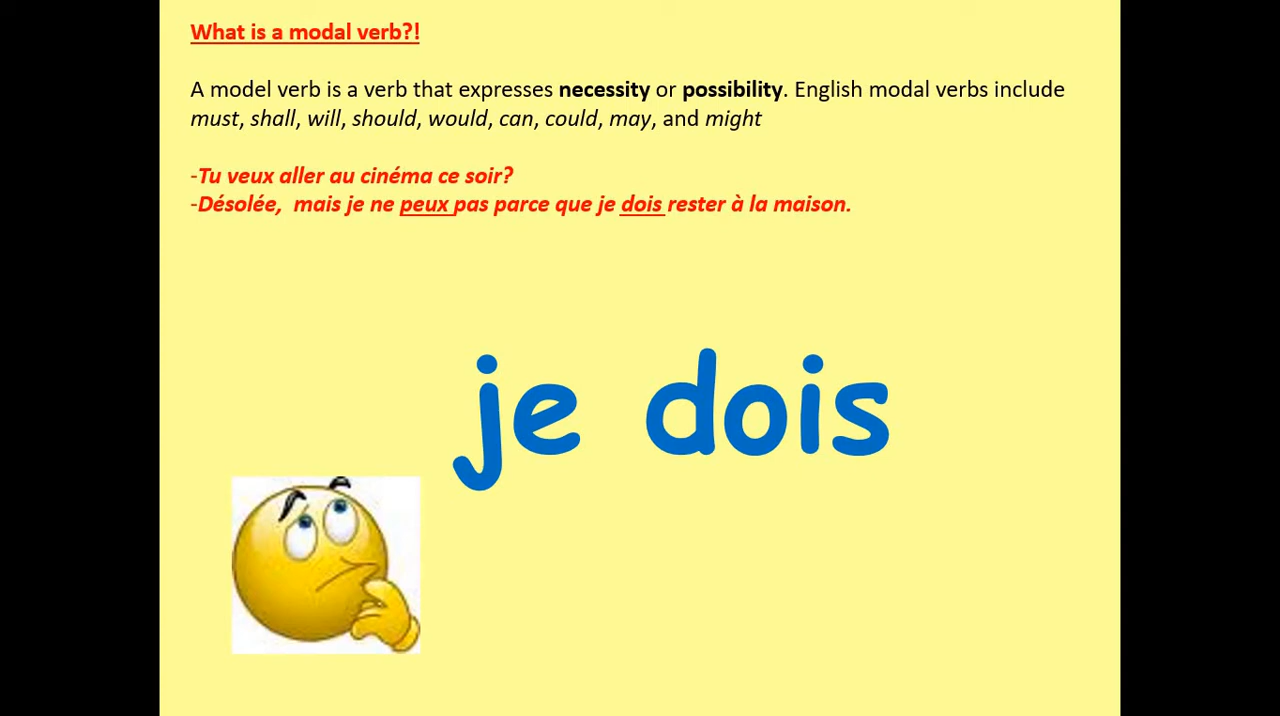 What is a modal verb?!
A model verb is a verb that expresses necessity or possibility. English modal verbs include
must, shall, will, should, would, can, could, may, and might
-Tu veux aller au cinéma ce soir?
-Désolée, mais je ne peux pas parce que je dois rester à la maison.
je dois